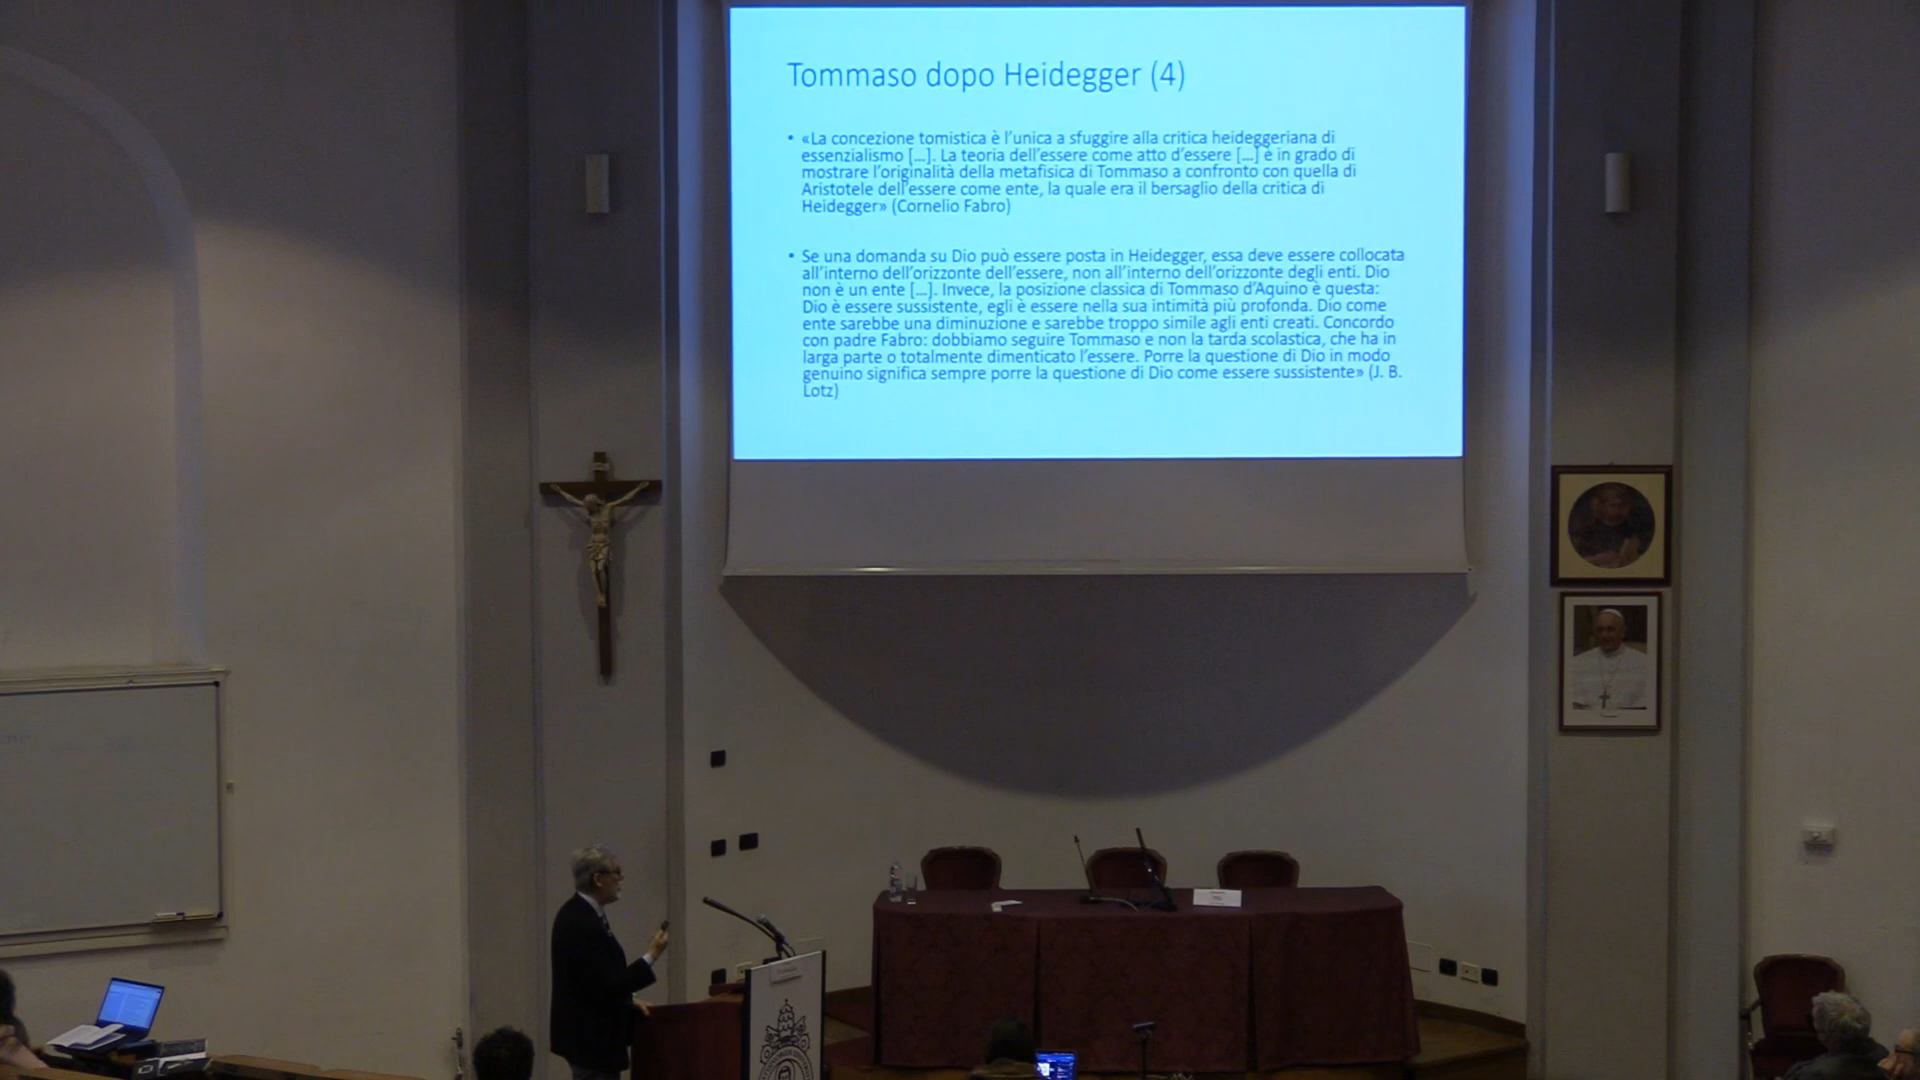 Tommaso dopo Heidegger (4)
• «La concezione tomistica è l'unica a sfuggire alla critica heideggeriana di
essenzialismo [...]. La teoria dell'essere come atto d'essere [...] è in grado di
mostrare l'originalità della metafisica di Tommaso a confronto con quella di
Aristotele dell'essere come ente, la quale era il bersaglio della critica di
Heidegger» (Cornelio Fabro)
• Se una domanda su Dio può essere posta in Heidegger, essa deve essere collocata
all'interno dell'orizzonte dell'essere, non all'interno dell'orizzonte degli enti. Dio
non è un ente [...]. Invece, la posizione classica di Tommaso d'Aquino è questa:
Dio è essere sussistente, egli è essere nella sua intimità più profonda. Dio come
ente sarebbe una diminuzione e sarebbe troppo simile agli enti creati. Concordo
con padre Fabro: dobbiamo seguire Tommaso e non la tarda scolastica, che ha in
larga parte o totalmente dimenticato l'essere. Porre la questione di Dio in modo
genuino significa sempre porre la questione di Dio come essere sussistente» (J. B.
Lotz)